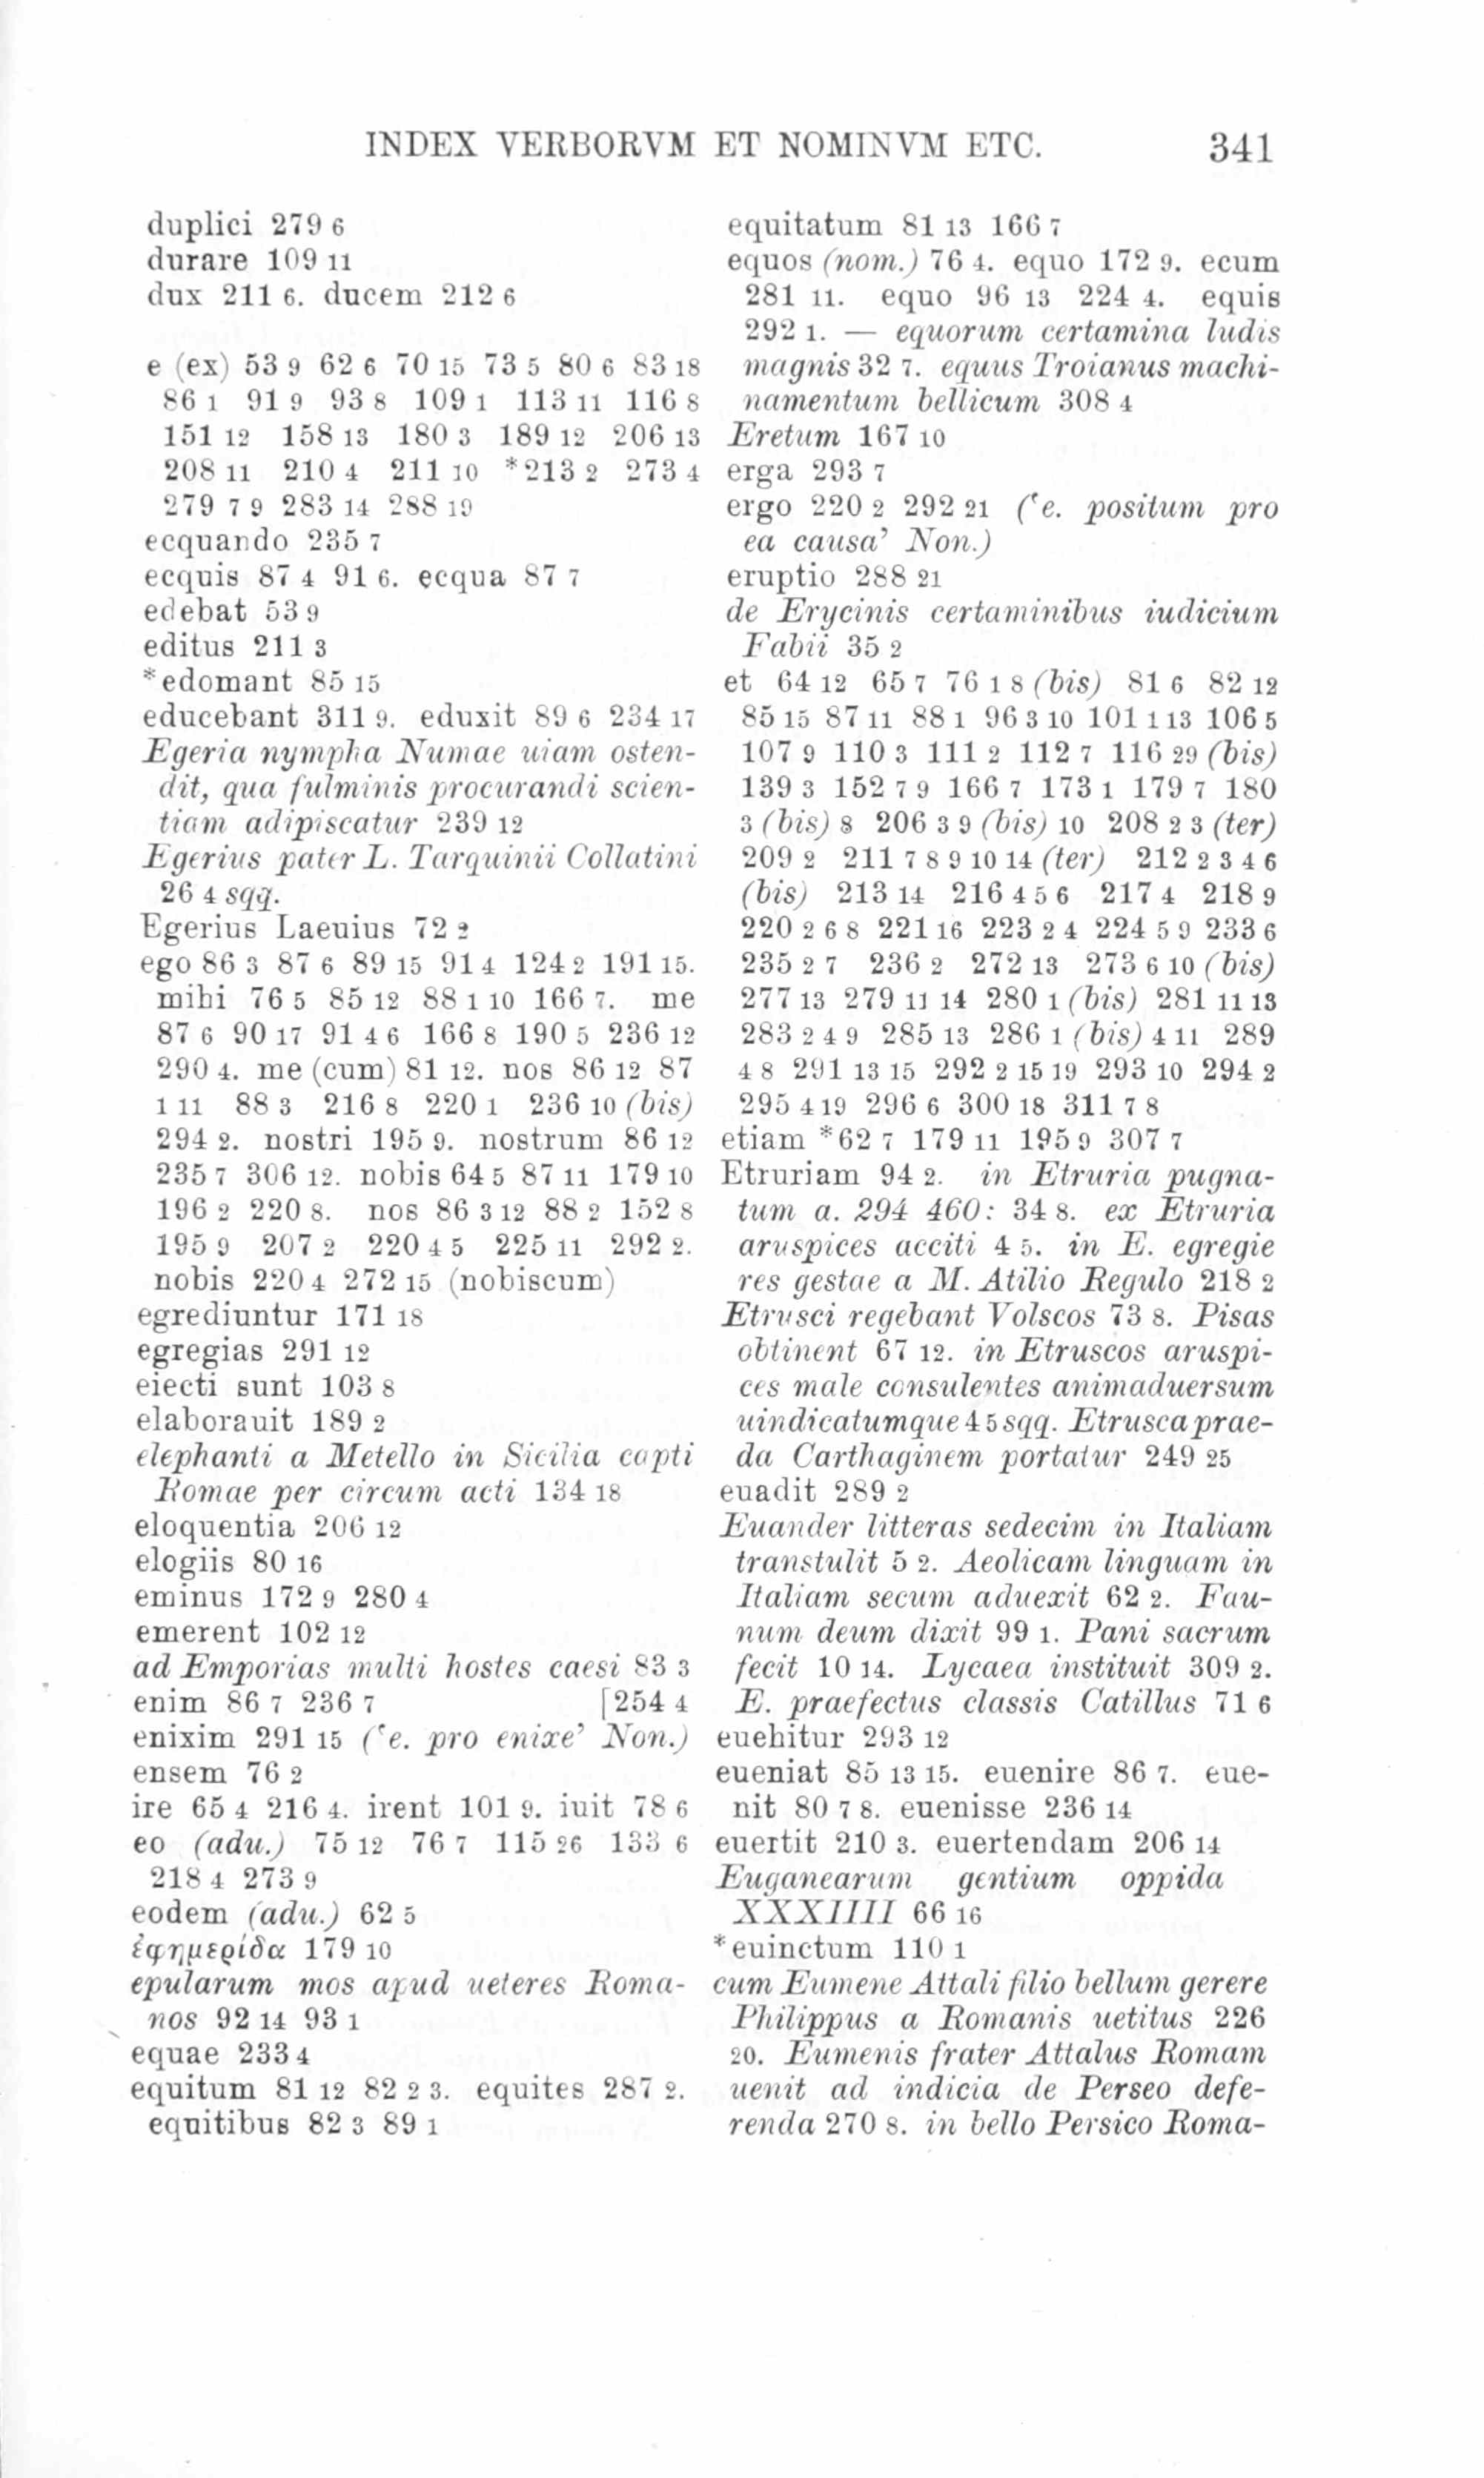 INDEX VERBORVM ET NOMINVM ETC. 341
duplici 279 6
durare 109 11
dux 211 6. ducem 212 6
e (ex) 53 9 62 6 70 15 73 5 80 6 83 18
86 1 91 9 93 8 109 1 113 11 116 8
151 12 158 13 180 3 189 12 206 13
208 11 210 4 211 10 *213 2 273 4
279 7 9 283 14 288 19
ecquando 235 7
ecquis 87 4 91 6. ecqua 87 7
edebat 53 9
editus 211 3
*edomant 85 15
educebant 311 9. eduxit 89 6 234 17
Egeria nympha Numae uiam osten-
dit, qua fulminis procurandi scien-
tiam adipiscatur 239 12
Egerius pater L. Tarquinii Collatini
26 4 sqq.
Egerius Laeuius 72 2
ego 86 3 87 6 89 15 91 4 124 2 191 15.
mihi 76 5 85 12 88 1 10 166 7. me
87 6 90 17 91 4 6 166 8 190 5 236 12
290 4. me (cum) 81 12. nos 86 12 87
1 11 88 3 216 8 220 1 236 10 (bis)
294 2. nostri 195 9. nostrum 86 12
235 7 306 12. nobis 64 5 87 11 179 10
196 2 220 8. nos 86 3 12 88 2 152 8
195 9 207 2 220 4 5 225 11 292 2.
nobis 220 4 272 15 (nobiscum)
egrediuntur 171 18
egregias 291 12
eiecti sunt 103 8
elaborauit 189 2
elephanti a Metello in Sicilia capti
Romae per circum acti 134 18
eloquentia 206 12
elogiis 80 16
eminus 172 9 280 4
emerent 102 12
ad Emporias multi hostes caesi 83 3
enim 86 7 236 7 [254 4
enixim 291 15 (‘e. pro enixe’ Non.)
ensem 76 2
ire 65 4 216 4. irent 101 9. iuit 78 6
eo (adu.) 75 12 76 7 115 26 133 6
218 4 273 9
eodem (adu.) 62 5
ἐφημερίδα 179 10
epularum mos apud ueteres Roma-
nos 92 14 93 1
equae 233 4
equitum 81 12 82 2 3. equites 287 2.
equitibus 82 3 89 1
equitatum 81 13 166 7
equos (nom.) 76 4. equo 172 9. ecum
281 11. equo 96 13 224 4. equis
292 1. — equorum certamina ludis
magnis 32 7. equus Troianus machi-
namentum bellicum 308 4
Eretum 167 10
erga 293 7
ergo 220 2 292 21 (‘e. positum pro
ea causa’ Non.)
eruptio 288 21
de Erycinis certaminibus iudicium
Fabii 35 2
et 64 12 65 7 76 1 8 (bis) 81 6 82 12
85 15 87 11 88 1 96 3 10 101 1 13 106 5
107 9 110 3 111 2 112 7 116 29 (bis)
139 3 152 7 9 166 7 173 1 179 7 180
3 (bis) 8 206 3 9 (bis) 10 208 2 3 (ter)
209 2 211 7 8 9 10 14 (ter) 212 2 3 4 6
(bis) 213 14 216 4 5 6 217 4 218 9
220 2 6 8 221 16 223 2 4 224 5 9 233 6
235 2 7 236 2 272 13 273 6 10 (bis)
277 13 279 11 14 280 1 (bis) 281 11 13
283 2 4 9 285 13 286 1 (bis) 4 11 289
4 8 291 13 15 292 2 15 19 293 10 294 2
295 4 19 296 6 300 18 311 7 8
etiam *62 7 179 11 195 9 307 7
Etruriam 94 2. in Etruria pugna-
tum a. 294 460: 34 8. ex Etruria
aruspices acciti 4 5. in E. egregie
res gestae a M. Atilio Regulo 218 2
Etrusci regebant Volscos 73 8. Pisas
obtinent 67 12. in Etruscos aruspi-
ces male consulentes animaduersum
uindicatumque 4 5 sqq. Etrusca prae-
da Carthaginem portatur 249 25
euadit 289 2
Euander litteras sedecim in Italiam
transtulit 5 2. Aeolicam linguam in
Italiam secum aduexit 62 2. Fau-
num deum dixit 99 1. Pani sacrum
fecit 10 14. Lycaea instituit 309 2.
E. praefectus classis Catillus 71 6
euehitur 293 12
eueniat 85 13 15. euenire 86 7. eue-
nit 80 7 8. euenisse 236 14
euertit 210 3. euertendam 206 14
Euganearum gentium oppida
XXXIIII 66 16
*euinctum 110 1
cum Eumene Attali filio bellum gerere
Philippus a Romanis uetitus 226
20. Eumenis frater Attalus Romam
uenit ad indicia de Perseo defe-
renda 270 8. in bello Persico Roma-